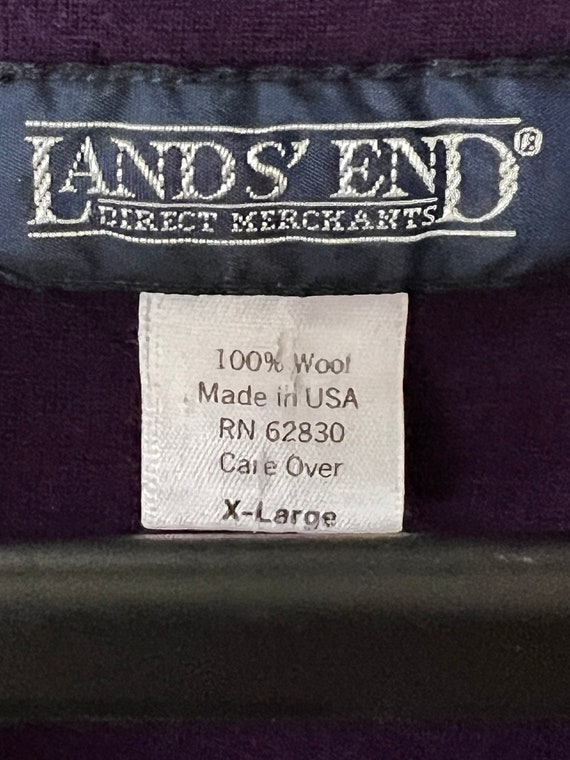 LANDS' END®
DIRECT MERCHANTS
100% Wool
Made in USA
RN 62830
Care Over
X-Large